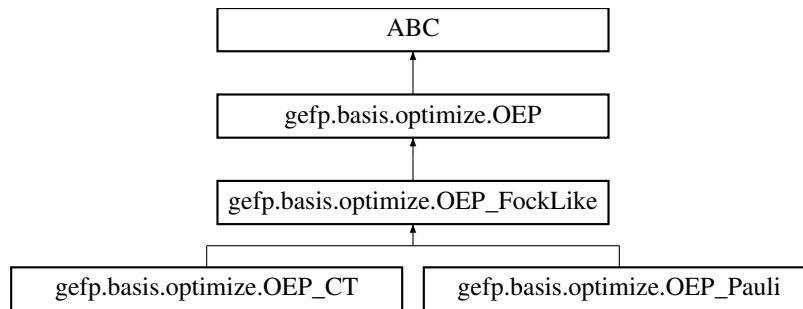 ABC
gefp.basis.optimize.OEP
gefp.basis.optimize.OEP_FockLike
gefp.basis.optimize.OEP_CT
gefp.basis.optimize.OEP_Pauli